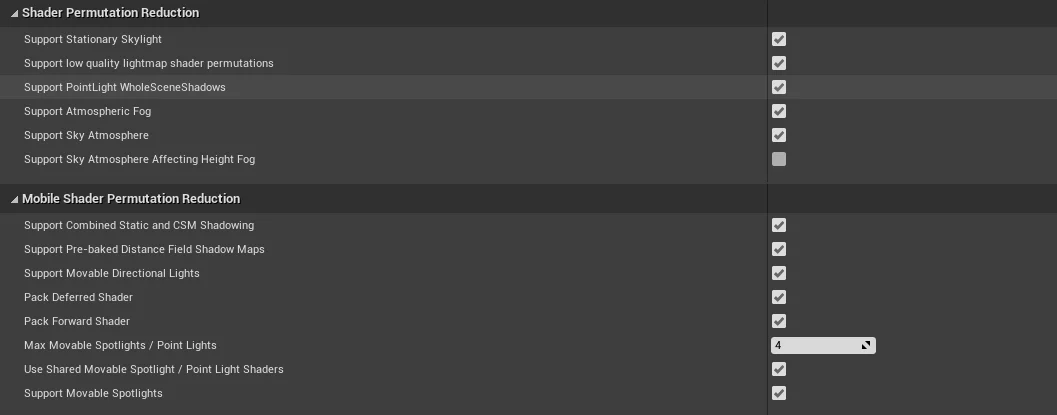 Shader Permutation Reduction
Support Stationary Skylight
Support low quality lightmap shader permutations
Support PointLight WholeSceneShadows
Support Atmospheric Fog
Support Sky Atmosphere
Support Sky Atmosphere Affecting Height Fog
Mobile Shader Permutation Reduction
Support Combined Static and CSM Shadowing
Support Pre-baked Distance Field Shadow Maps
Support Movable Directional Lights
Pack Deferred Shader
Pack Forward Shader
Max Movable Spotlights / Point Lights 4
Use Shared Movable Spotlight / Point Light Shaders
Support Movable Spotlights